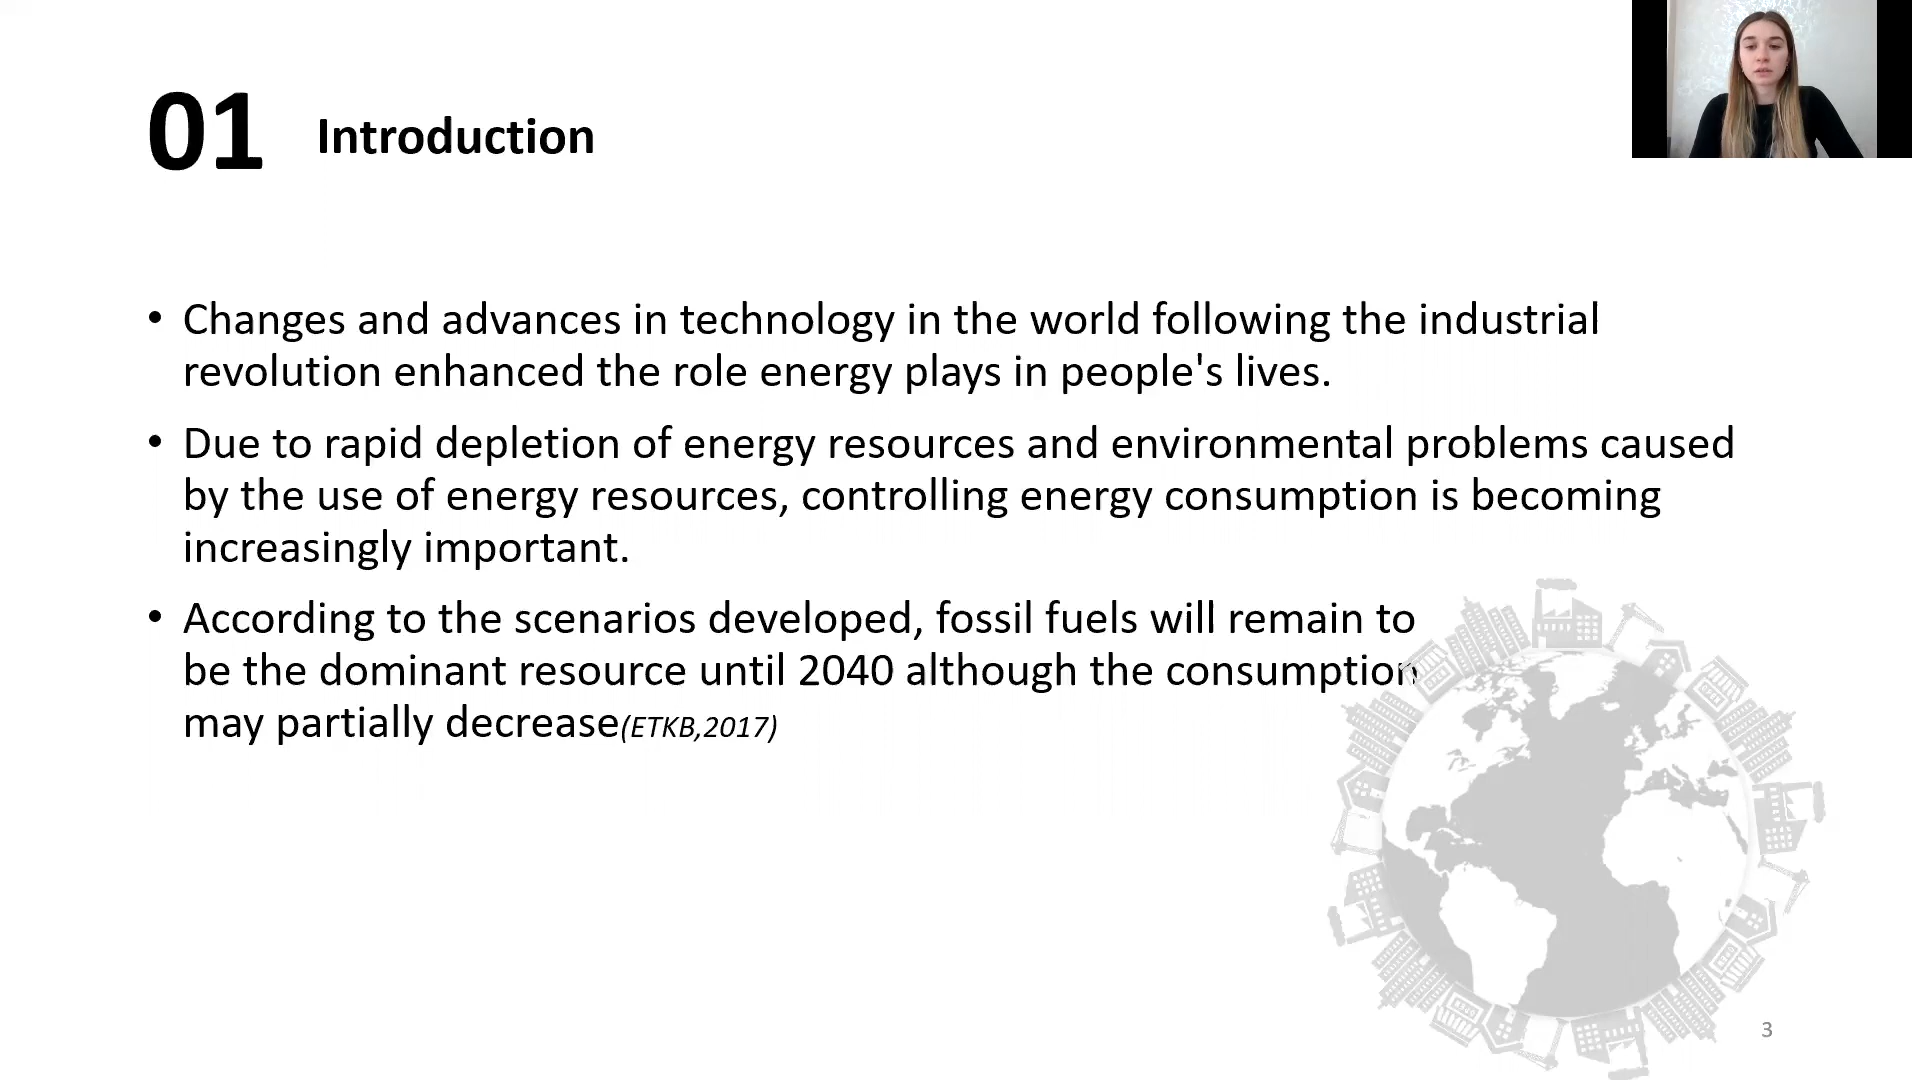 01 Introduction
• Changes and advances in technology in the world following the industrial
revolution enhanced the role energy plays in people's lives.
• Due to rapid depletion of energy resources and environmental problems caused
by the use of energy resources, controlling energy consumption is becoming
increasingly important.
• According to the scenarios developed, fossil fuels will remain to
be the dominant resource until 2040 although the consumption
may partially decrease(ETKB,2017)
3